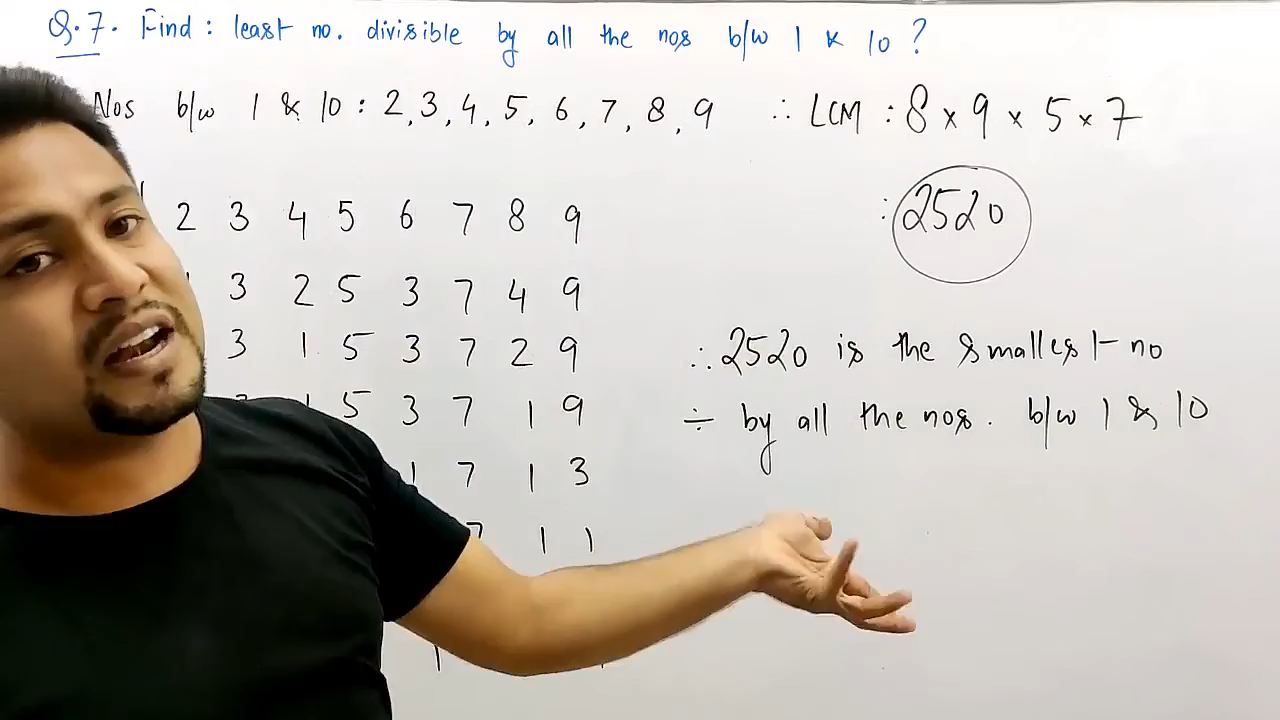 Q.7. Find : least no. divisible by all the nos b/w 1 & 10 ?
Nos b/w 1 & 10 : 2, 3, 4, 5, 6, 7, 8, 9
∴ LCM : 8 × 9 × 5 × 7
: 2520
2 3 4 5 6 7 8 9
3 2 5 3 7 4 9
3 1 5 3 7 2 9
1 5 3 7 1 9
1 7 1 3
7 1 1
∴ 2520 is the smallest no
÷ by all the nos. b/w 1 & 10